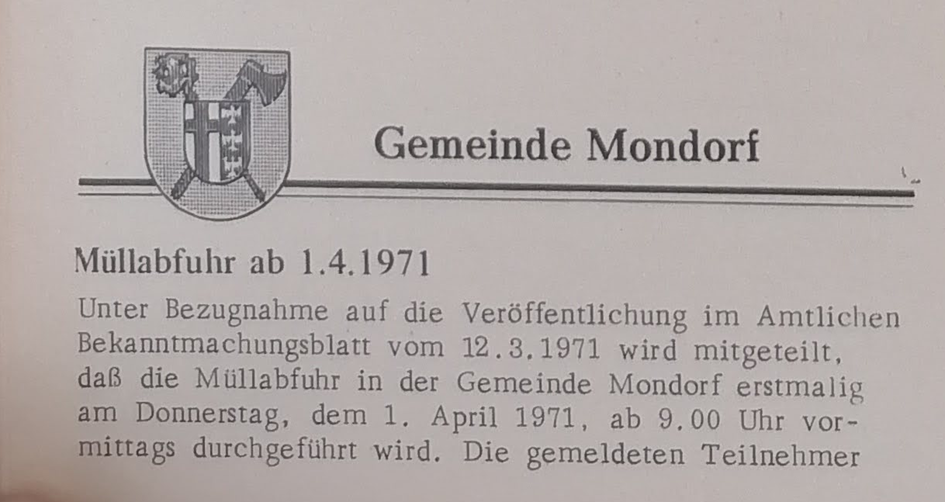 Gemeinde Mondorf
Müllabfuhr ab 1.4.1971
Unter Bezugnahme auf die Veröffentlichung im Amtlichen
Bekanntmachungsblatt vom 12.3.1971 wird mitgeteilt,
daß die Müllabfuhr in der Gemeinde Mondorf erstmalig
am Donnerstag, dem 1. April 1971, ab 9.00 Uhr vor-
mittags durchgeführt wird. Die gemeldeten Teilnehmer